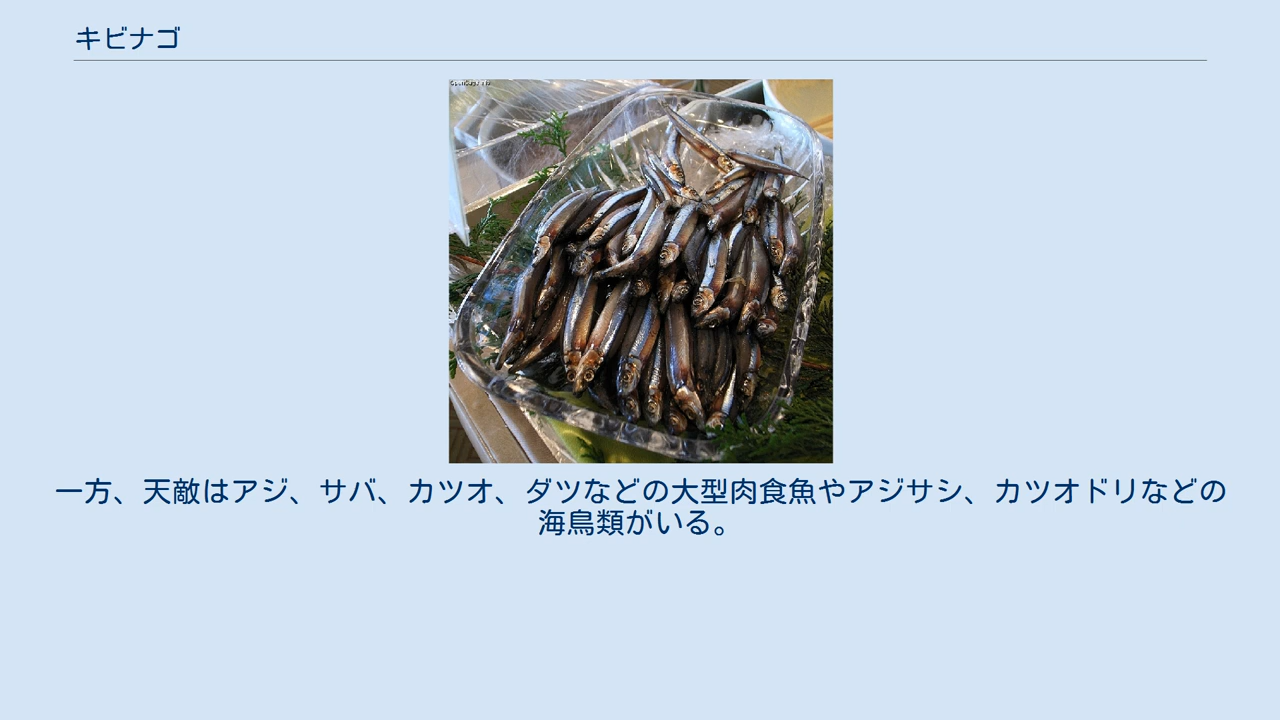 キビナゴ
一方、天敵はアジ、サバ、カツオ、ダツなどの大型肉食魚やアジサシ、カツオドリなどの
海鳥類がいる。